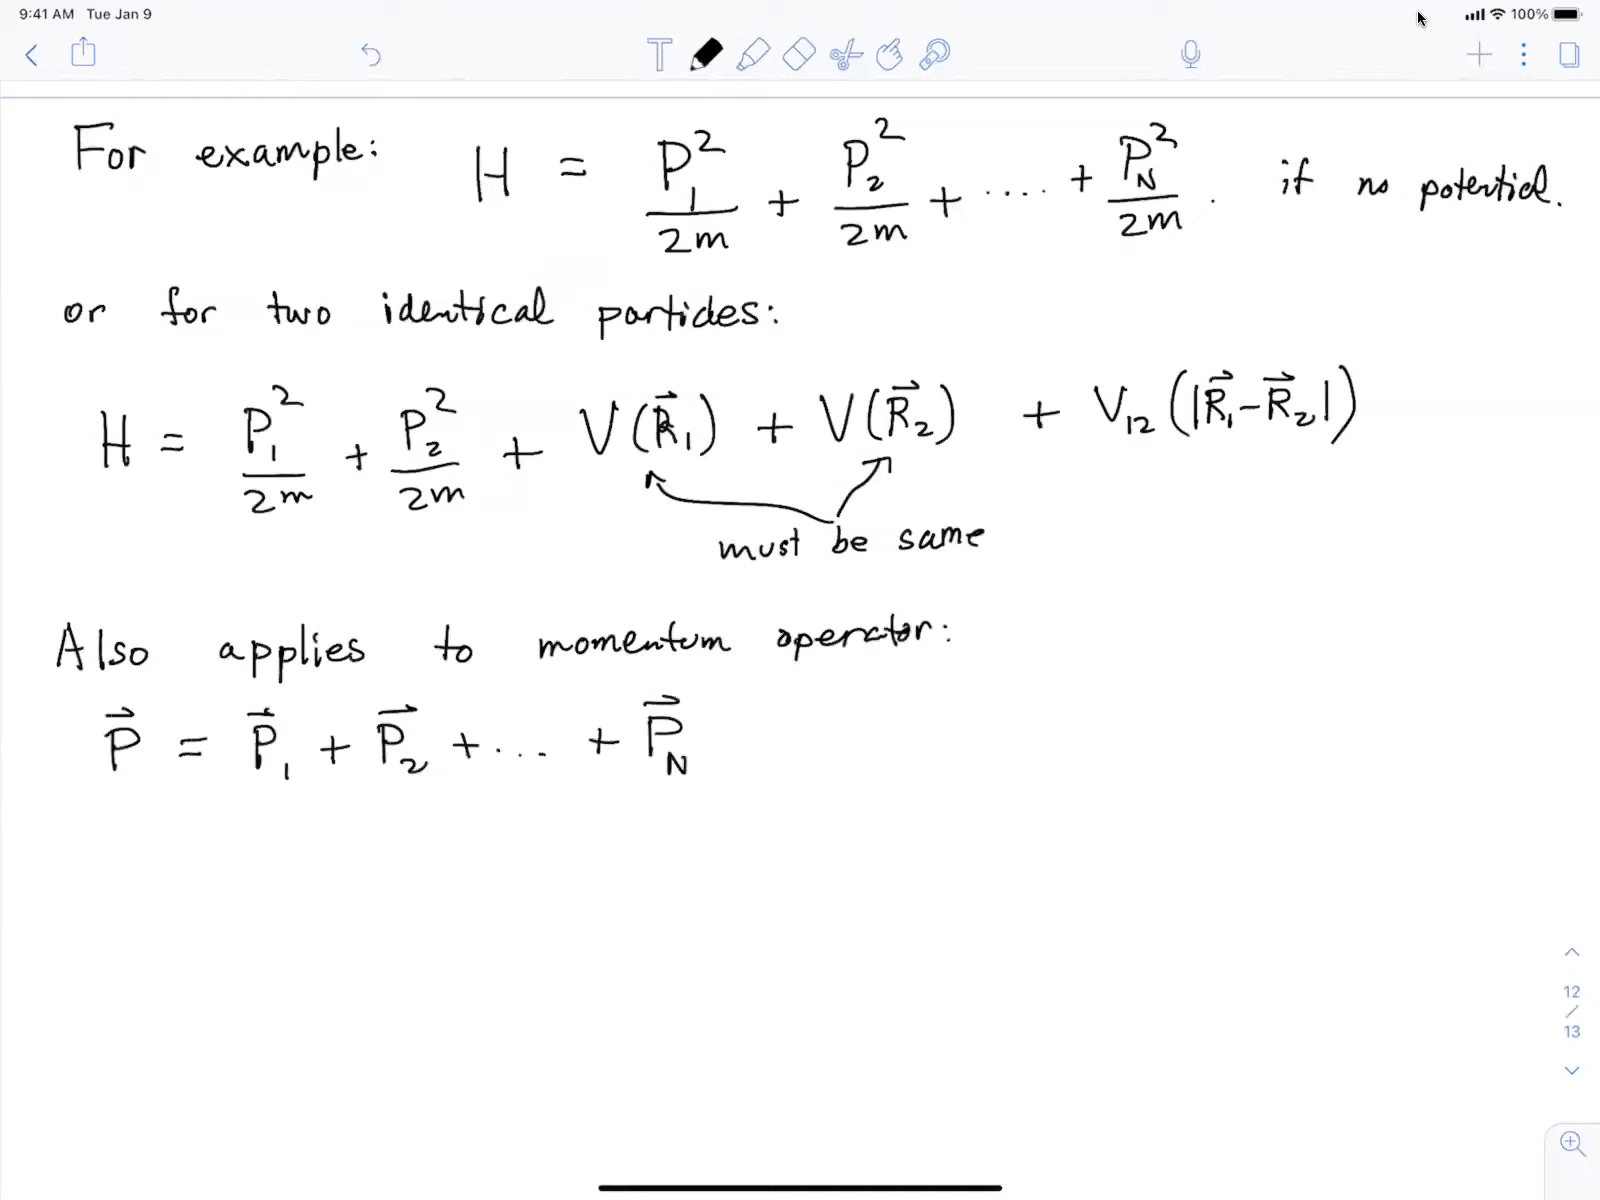 9:41 AM Tue Jan 9 100%
For example: H = P₁²/2m + P₂²/2m + ···· + P_N²/2m . if no potential.
or for two identical particles:
H = P₁²/2m + P₂²/2m + V(R⃗₁) + V(R⃗₂) + V₁₂(|R⃗₁-R⃗₂|)
must be same
Also applies to momentum operator:
P⃗ = P⃗₁ + P⃗₂ + ... + P⃗_N
12
/
13